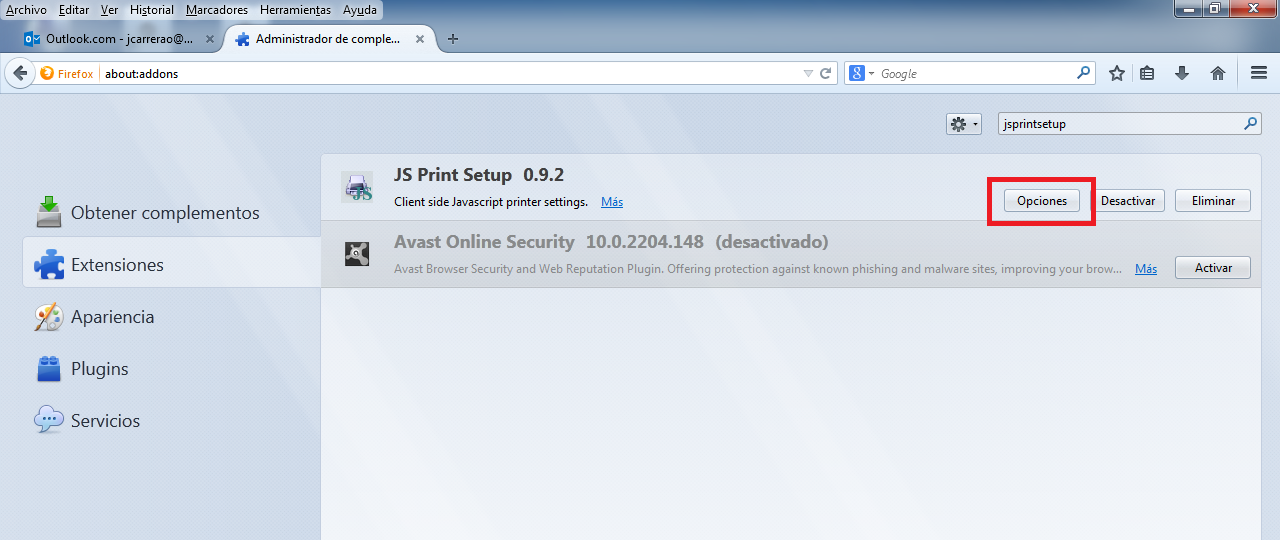 Archivo Editar Ver Historial Marcadores Herramientas Ayuda
Outlook.com - jcarrerao@... Administrador de comple...
Firefox about:addons Google
jsprintsetup
JS Print Setup 0.9.2
Client side Javascript printer settings. Más Opciones Desactivar Eliminar
Avast Online Security 10.0.2204.148 (desactivado)
Avast Browser Security and Web Reputation Plugin. Offering protection against known phishing and malware sites, improving your brow... Más Activar
Obtener complementos
Extensiones
Apariencia
Plugins
Servicios